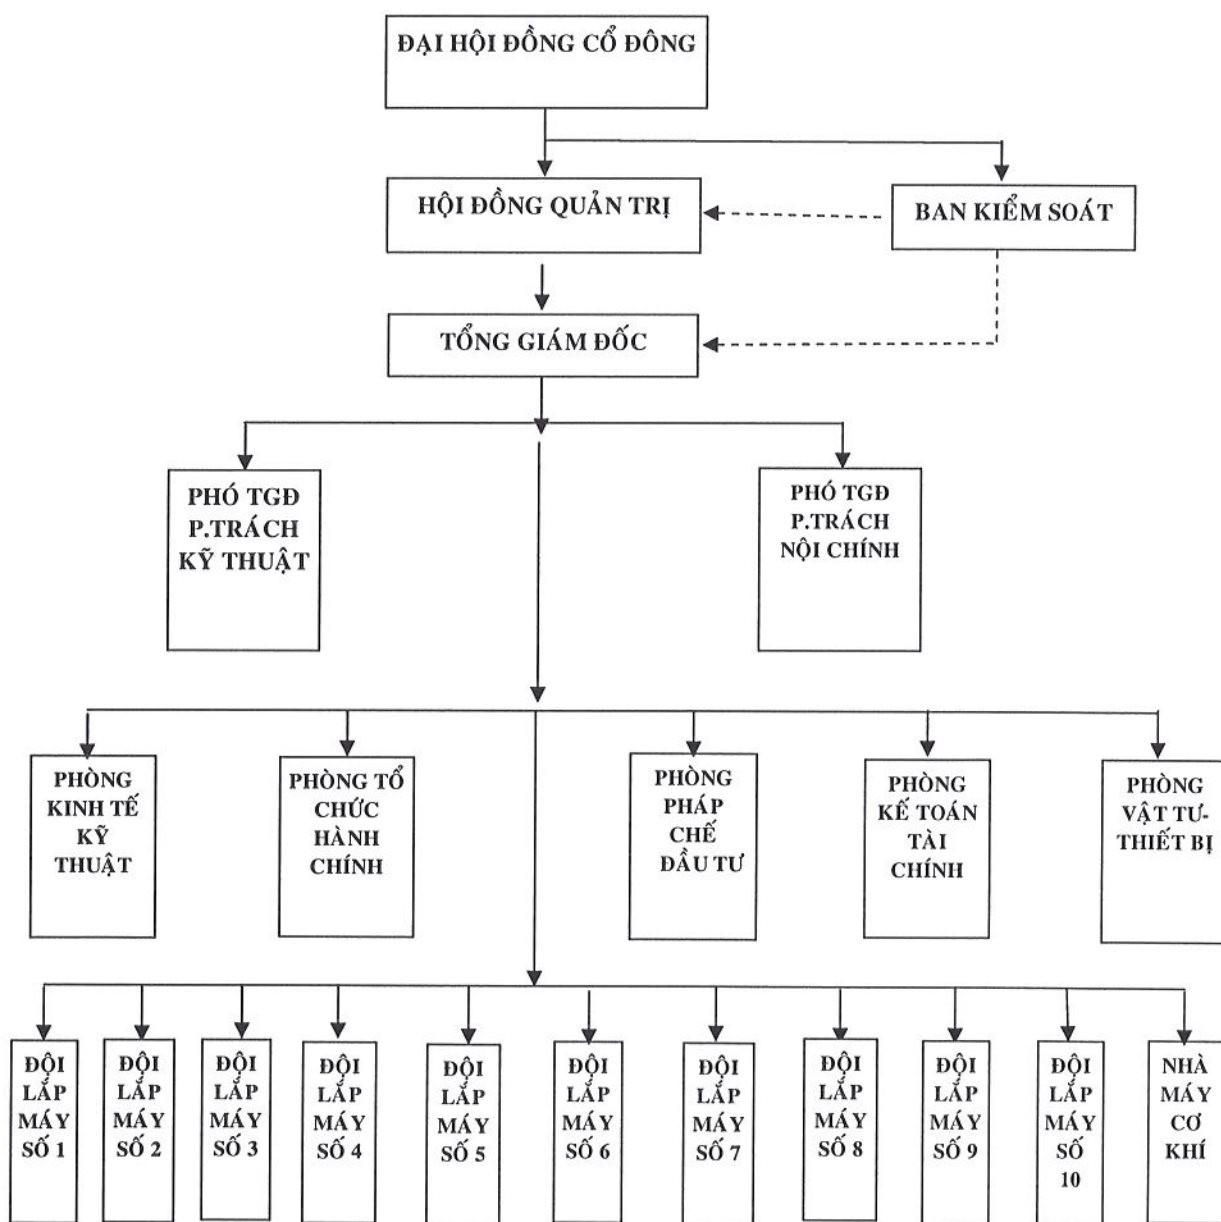 ĐẠI HỘI ĐỒNG CỔ ĐÔNG
HỘI ĐỒNG QUẢN TRỊ
BAN KIỂM SOÁT
TỔNG GIÁM ĐỐC
PHÓ TGĐ
P.TRÁCH
KỸ THUẬT
PHÓ TGĐ
P.TRÁCH
NỘI CHÍNH
PHÒNG
KINH TẾ
KỸ
THUẬT
PHÒNG TỔ
CHỨC
HÀNH
CHÍNH
PHÒNG
PHÁP
CHẾ
ĐẦU TƯ
PHÒNG
KẾ TOÁN
TÀI
CHÍNH
PHÒNG
VẬT TƯ-
THIẾT BỊ
ĐỘI
LẮP
MÁY
SỐ 1
ĐỘI
LẮP
MÁY
SỐ 2
ĐỘI
LẮP
MÁY
SỐ 3
ĐỘI
LẮP
MÁY
SỐ 4
ĐỘI
LẮP
MÁY
SỐ 5
ĐỘI
LẮP
MÁY
SỐ 6
ĐỘI
LẮP
MÁY
SỐ 7
ĐỘI
LẮP
MÁY
SỐ 8
ĐỘI
LẮP
MÁY
SỐ 9
ĐỘI
LẮP
MÁY
SỐ
10
NHÀ
MÁY
CƠ
KHÍ